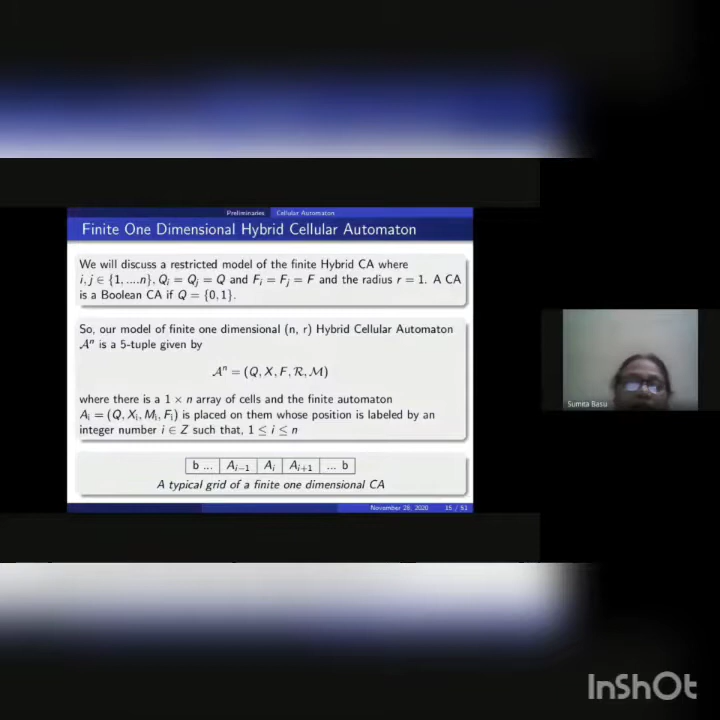 Preliminaries Cellular Automaton
Finite One Dimensional Hybrid Cellular Automaton
We will discuss a restricted model of the finite Hybrid CA where
i, j ∈ {1, ....n}, Qᵢ = Qⱼ = Q and Fᵢ = Fⱼ = F and the radius r = 1. A CA
is a Boolean CA if Q = {0, 1}.
So, our model of finite one dimensional (n, r) Hybrid Cellular Automaton
𝒜ⁿ is a 5-tuple given by
𝒜ⁿ = (Q, X, F, ℛ, ℳ)
where there is a 1 × n array of cells and the finite automaton
Aᵢ = (Q, Xᵢ, Mᵢ, Fᵢ) is placed on them whose position is labeled by an
integer number i ∈ Z such that, 1 ≤ i ≤ n
b ... Aᵢ₋₁ Aᵢ Aᵢ₊₁ ... b
A typical grid of a finite one dimensional CA
November 28, 2020 15 / 51
Sumita Basu
InShOt